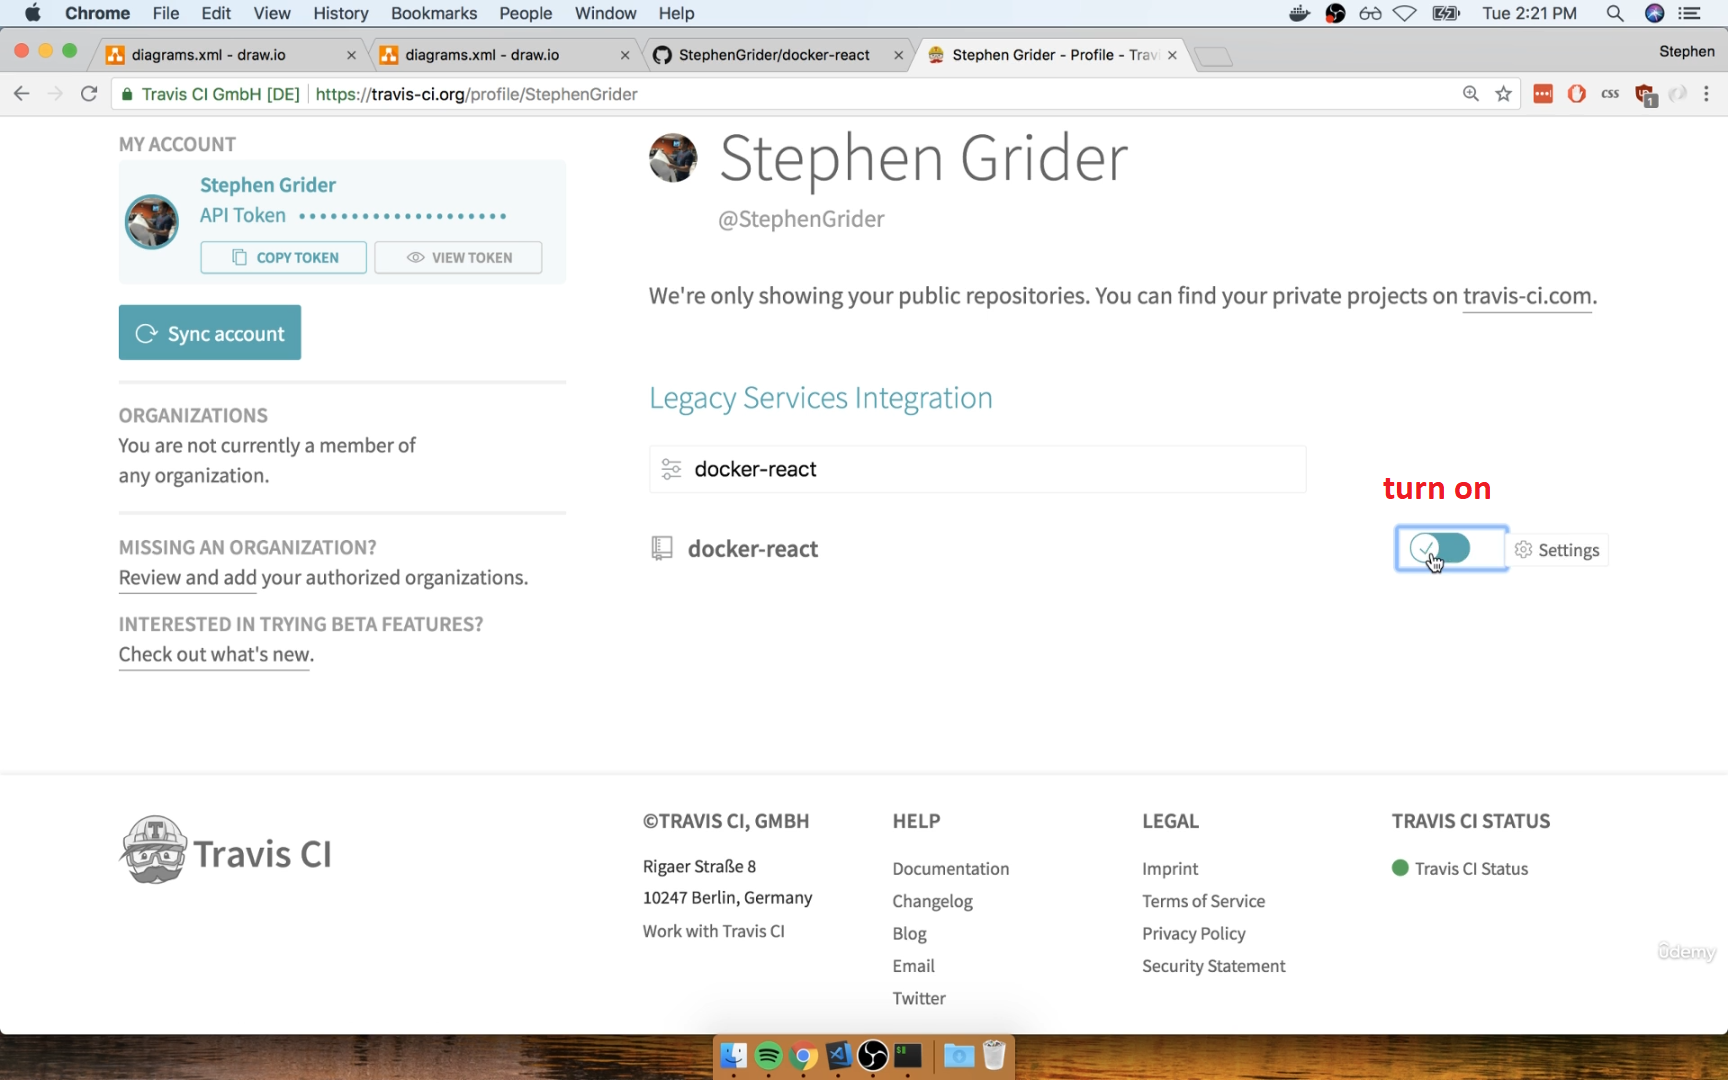 Chrome File Edit View History Bookmarks People Window Help Tue 2:21 PM
diagrams.xml - draw.io diagrams.xml - draw.io StephenGrider/docker-react Stephen Grider - Profile - Trav Stephen
Travis CI GmbH [DE] https://travis-ci.org/profile/StephenGrider css 1
MY ACCOUNT
Stephen Grider
API Token
COPY TOKEN VIEW TOKEN
Sync account
ORGANIZATIONS
You are not currently a member of
any organization.
MISSING AN ORGANIZATION?
Review and add your authorized organizations.
INTERESTED IN TRYING BETA FEATURES?
Check out what's new.
Stephen Grider
@StephenGrider
We're only showing your public repositories. You can find your private projects on travis-ci.com.
Legacy Services Integration
docker-react
turn on
docker-react Settings
Travis CI
©TRAVIS CI, GMBH
Rigaer Straße 8
10247 Berlin, Germany
Work with Travis CI
HELP
Documentation
Changelog
Blog
Email
Twitter
LEGAL
Imprint
Terms of Service
Privacy Policy
Security Statement
TRAVIS CI STATUS
Travis CI Status
ûdemy